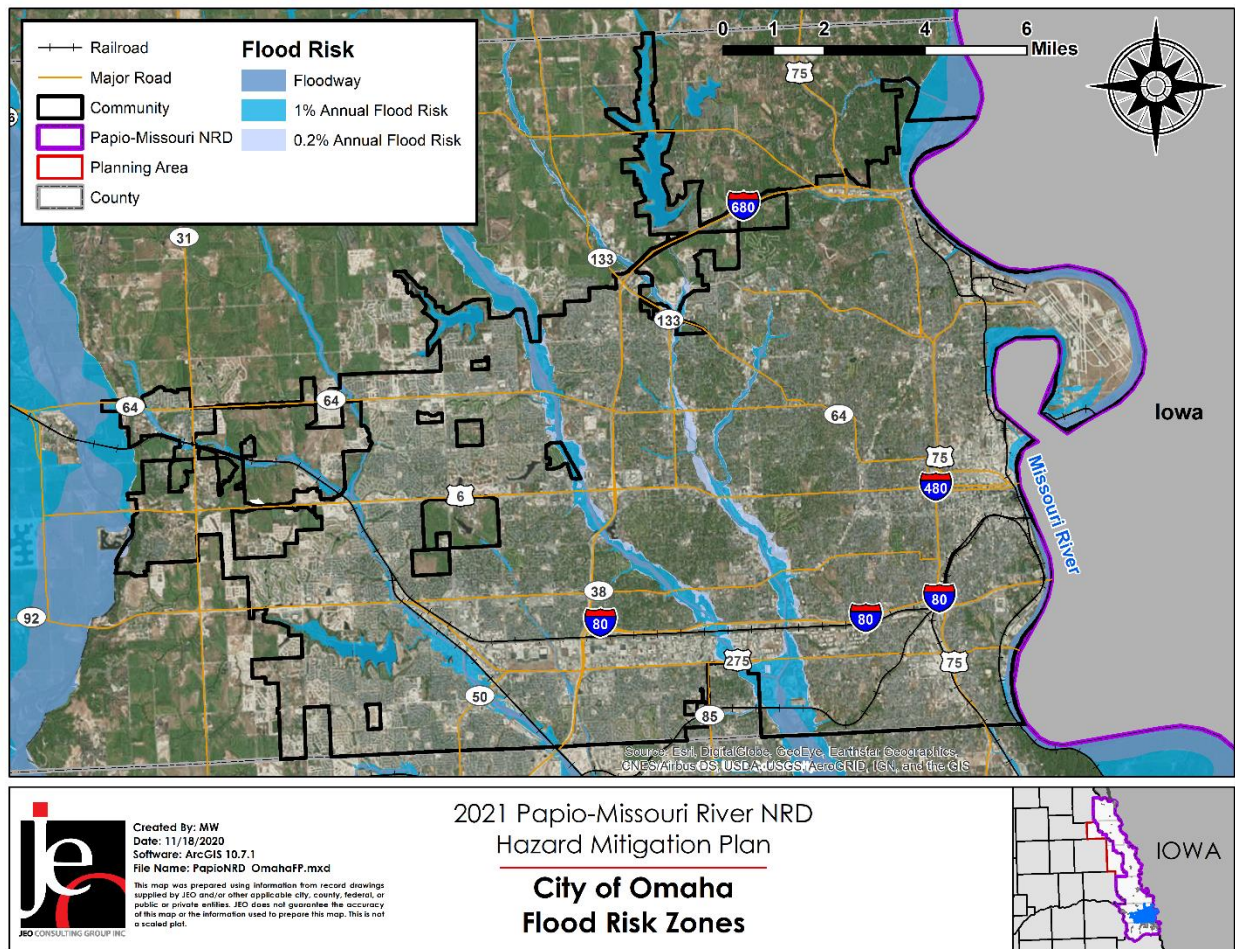 Railroad
Major Road
Community
Papio-Missouri NRD
Planning Area
County
Flood Risk
Floodway
1% Annual Flood Risk
0.2% Annual Flood Risk
0 2 4 6
Miles
75
31
680
133
133
64
64
64
75
Iowa
6
480
Missouri River
92
38
80
80
80
275
75
50
85
Source: Esri, DigitalGlobe, GeoEye, Earthstar Geographics,
CNES/Airbus DS, USDA, USGS, AeroGRID, IGN, and the GIS
jeo
JEO CONSULTING GROUP INC
Created By: MW
Date: 11/18/2020
Software: ArcGIS 10.7.1
File Name: PapioNRD_OmahaFP.mxd
This map was prepared using information from record drawings
supplied by JEO and/or other applicable city, county, federal, or
public or private entities. JEO does not guarantee the accuracy
of this map or the information used to prepare this map. This is not
a scaled plat.
2021 Papio-Missouri River NRD
Hazard Mitigation Plan
City of Omaha
Flood Risk Zones
IOWA